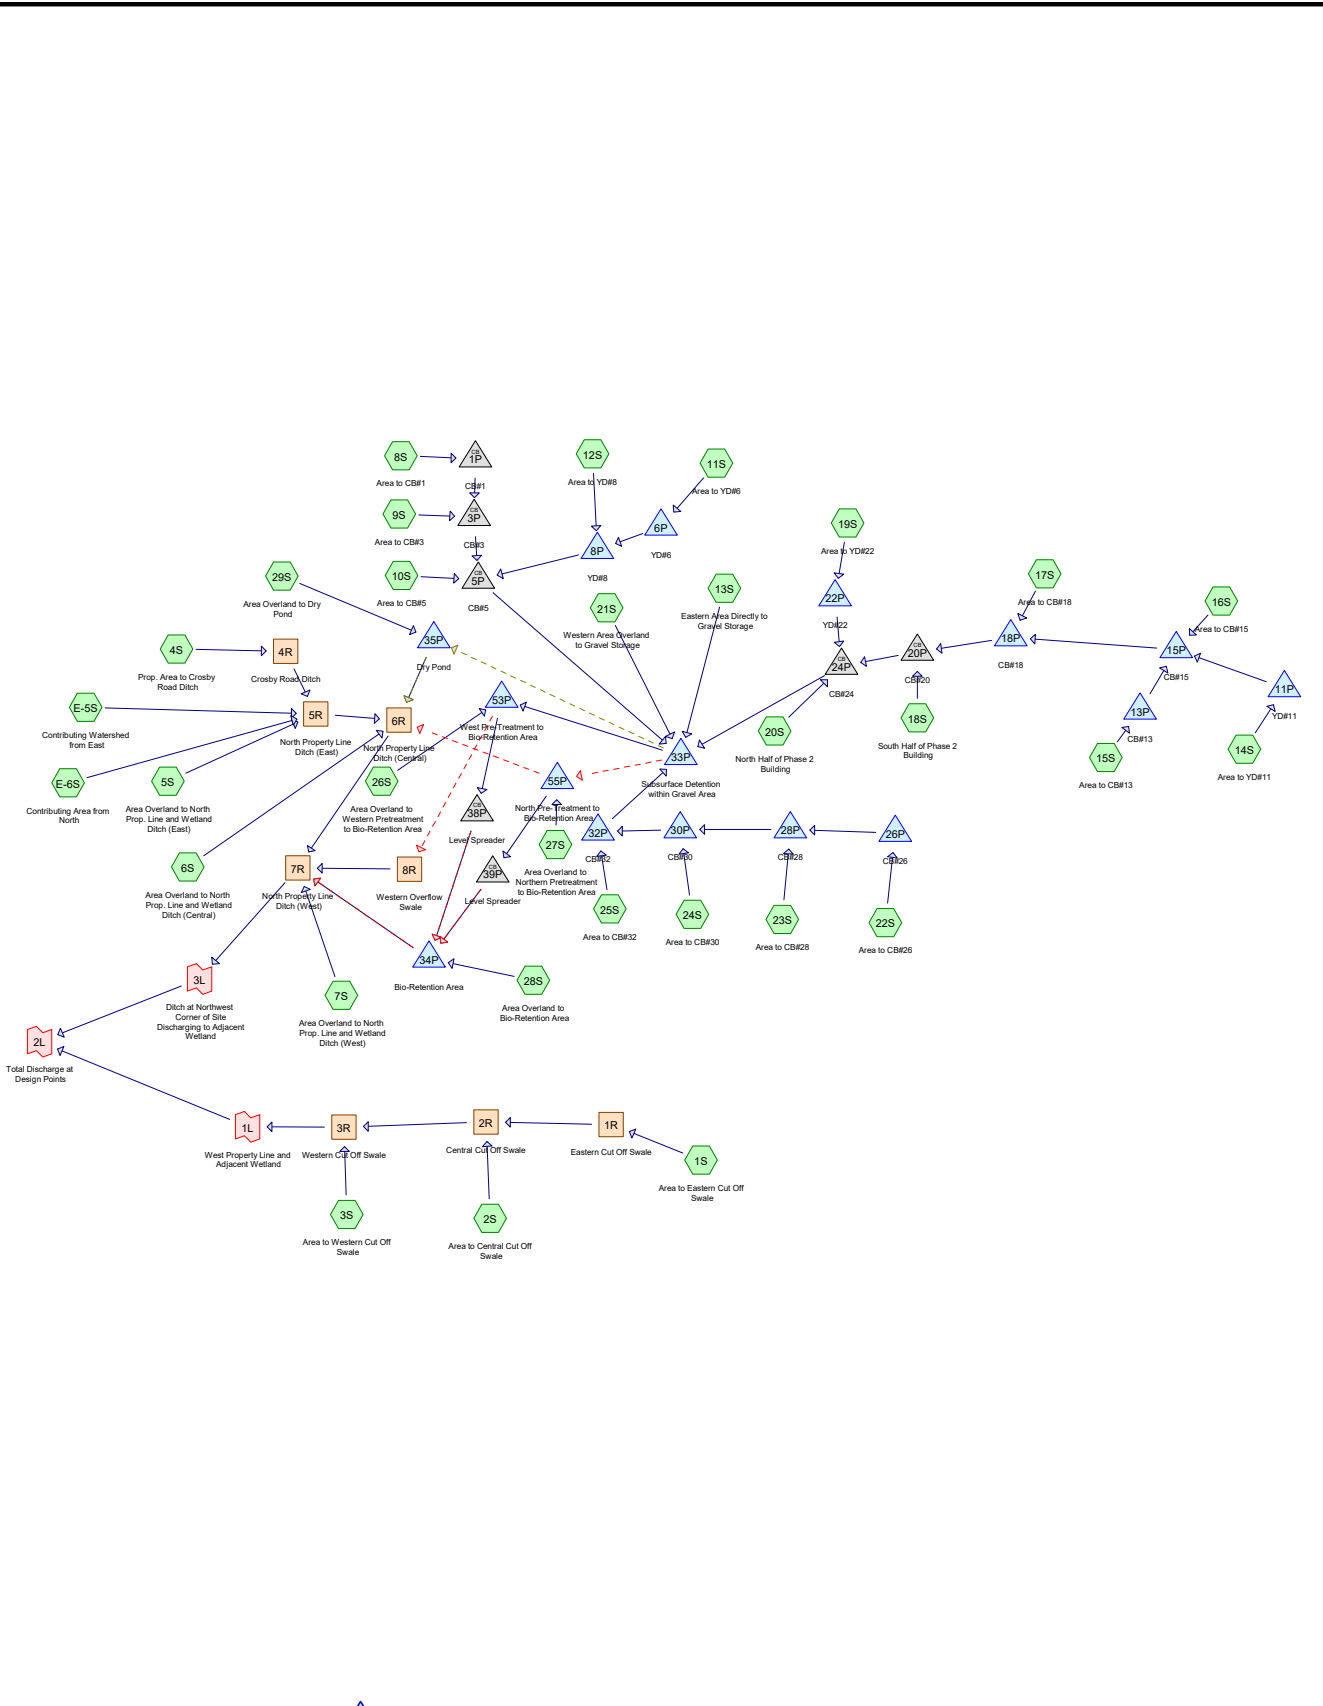 8S
Area to CB#1
CB
1P
CB#1
12S
Area to YD#8
11S
Area to YD#6
9S
Area to CB#3
CB
3P
CB#3
6P
YD#6
8P
YD#8
19S
Area to YD#22
29S
Area Overland to Dry
Pond
10S
Area to CB#5
CB
5P
CB#5
13S
Eastern Area Directly to
Gravel Storage
21S
Western Area Overland
to Gravel Storage
22P
YD#22
17S
Area to CB#18
16S
Area to CB#15
4S
Prop. Area to Crosby
Road Ditch
4R
Crosby Road Ditch
35P
Dry Pond
CB
24P
CB#24
CB
20P
CB#20
18P
CB#18
15P
CB#15
11P
YD#11
E-5S
Contributing Watershed
from East
5R
North Property Line
Ditch (East)
6R
North Property Line
Ditch (Central)
53P
West Pre-Treatment to
Bio-Retention Area
33P
Subsurface Detention
within Gravel Area
20S
North Half of Phase 2
Building
18S
South Half of Phase 2
Building
13P
CB#13
15S
Area to CB#13
14S
Area to YD#11
E-6S
Contributing Area from
North
5S
Area Overland to North
Prop. Line and Wetland
Ditch (East)
26S
Area Overland to
Western Pretreatment
to Bio-Retention Area
55P
North Pre-Treatment to
Bio-Retention Area
CB
38P
Level Spreader
27S
Area Overland to
Northern Pretreatment
to Bio-Retention Area
32P
CB#32
30P
CB#30
28P
CB#28
26P
CB#26
6S
Area Overland to North
Prop. Line and Wetland
Ditch (Central)
7R
North Property Line
Ditch (West)
8R
Western Overflow
Swale
CB
39P
Level Spreader
25S
Area to CB#32
24S
Area to CB#30
23S
Area to CB#28
22S
Area to CB#26
34P
Bio-Retention Area
28S
Area Overland to
Bio-Retention Area
3L
Ditch at Northwest
Corner of Site
Discharging to Adjacent
Wetland
7S
Area Overland to North
Prop. Line and Wetland
Ditch (West)
2L
Total Discharge at
Design Points
1L
West Property Line and
Adjacent Wetland
3R
Western Cut Off Swale
2R
Central Cut Off Swale
1R
Eastern Cut Off Swale
1S
Area to Eastern Cut Off
Swale
3S
Area to Western Cut Off
Swale
2S
Area to Central Cut Off
Swale